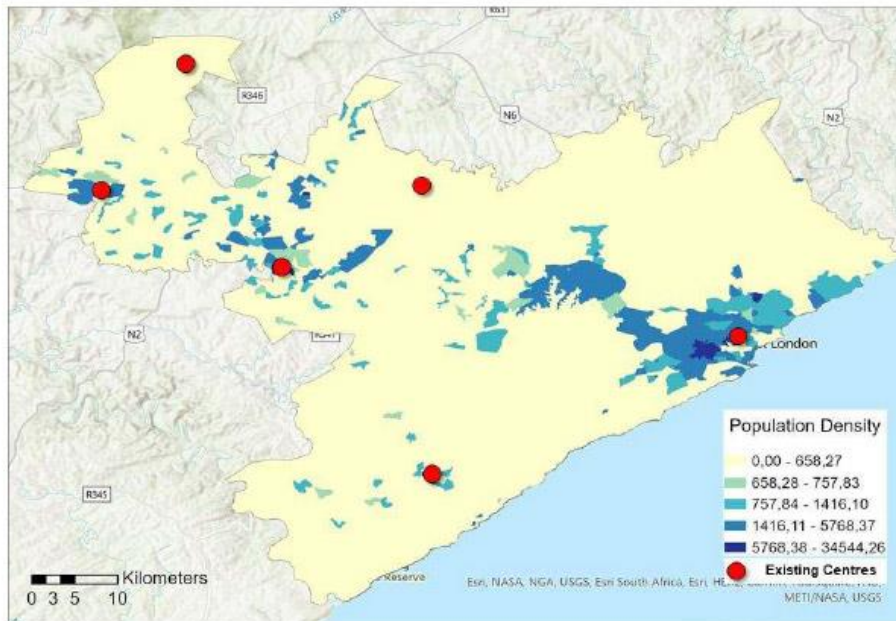 R63
R346
N6
N2
N2
London
R345
Reserve
Population Density
0,00 - 658,27
658,28 - 757,83
757,84 - 1416,10
1416,11 - 5768,37
5768,38 - 34544,26
Existing Centres
Kilometers
0 3 5 10
Esri, NASA, NGA, USGS, Esri South Africa, Esri,
METI/NASA, USGS